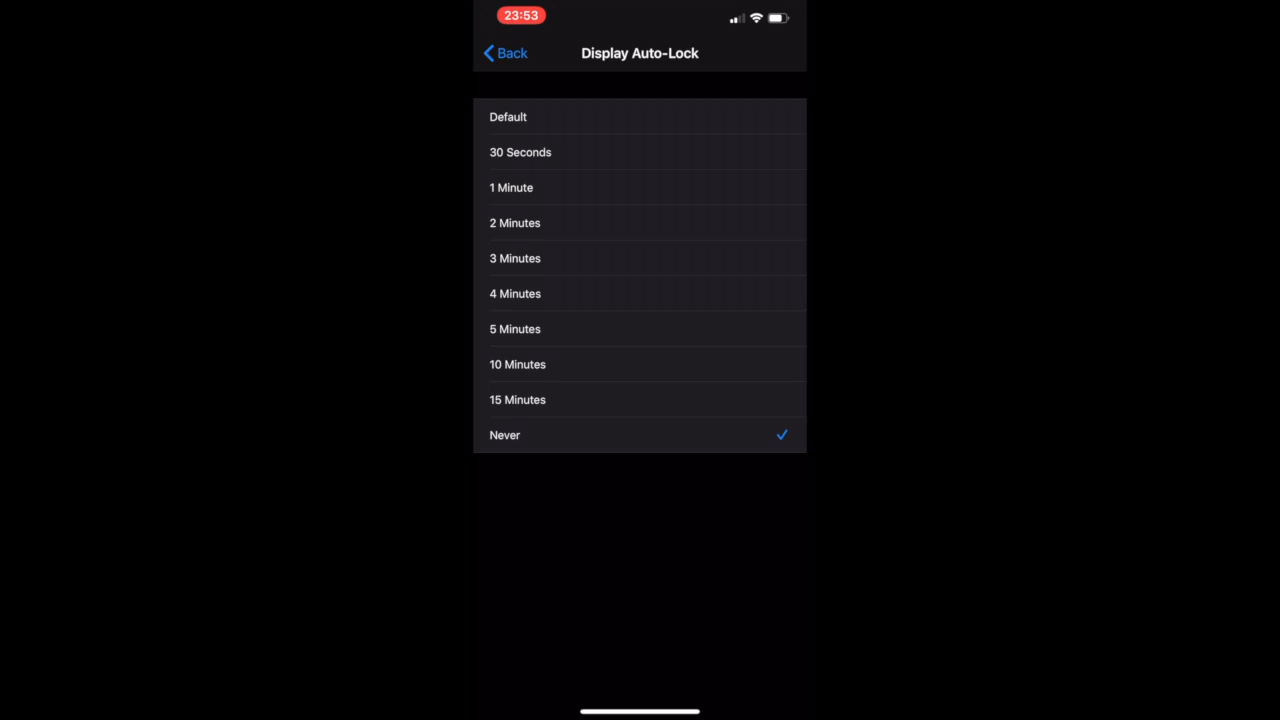 23:53
Back
Display Auto-Lock
Default
30 Seconds
1 Minute
2 Minutes
3 Minutes
4 Minutes
5 Minutes
10 Minutes
15 Minutes
Never